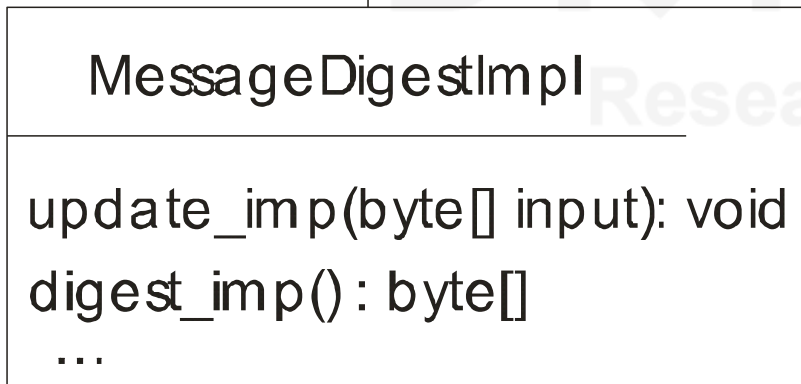 MessageDigestImpl
update_imp(byte[] input): void
digest_imp() : byte[]
...